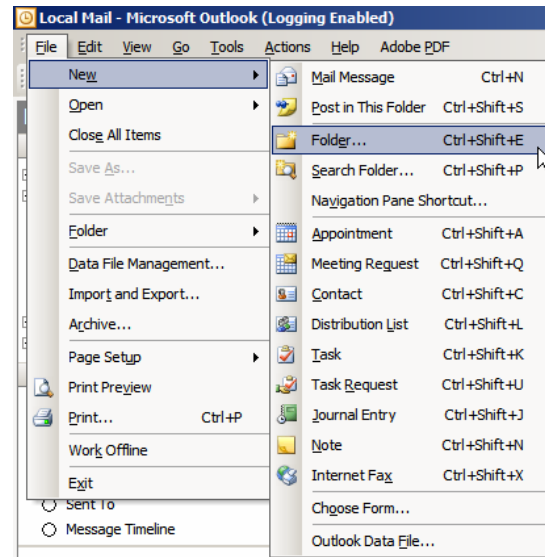 Local Mail - Microsoft Outlook (Logging Enabled)
File Edit View Go Tools Actions Help Adobe PDF
New
Open
Close All Items
Save As...
Save Attachments
Folder
Data File Management...
Import and Export...
Archive...
Page Setup
Print Preview
Print... Ctrl+P
Work Offline
Exit
Sent To
Message Timeline
Mail Message Ctrl+N
Post in This Folder Ctrl+Shift+S
Folder... Ctrl+Shift+E
Search Folder... Ctrl+Shift+P
Navigation Pane Shortcut...
Appointment Ctrl+Shift+A
Meeting Request Ctrl+Shift+Q
Contact Ctrl+Shift+C
Distribution List Ctrl+Shift+L
Task Ctrl+Shift+K
Task Request Ctrl+Shift+U
Journal Entry Ctrl+Shift+J
Note Ctrl+Shift+N
Internet Fax Ctrl+Shift+X
Choose Form...
Outlook Data File...